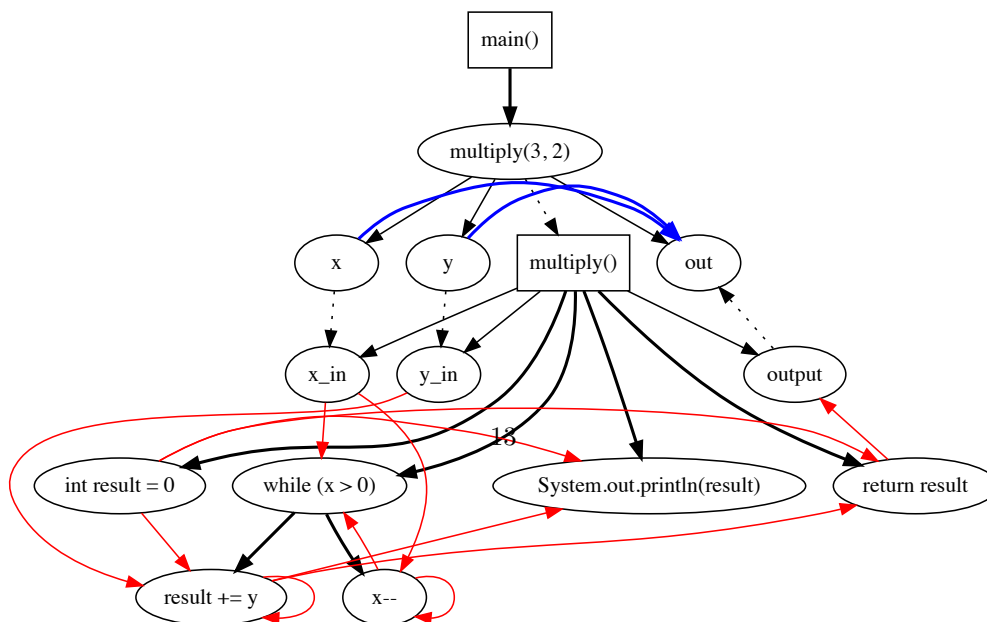 main()
multiply(3, 2)
x
y
multiply()
out
x_in
y_in
output
13
int result = 0
while (x > 0)
System.out.println(result)
return result
result += y
x--